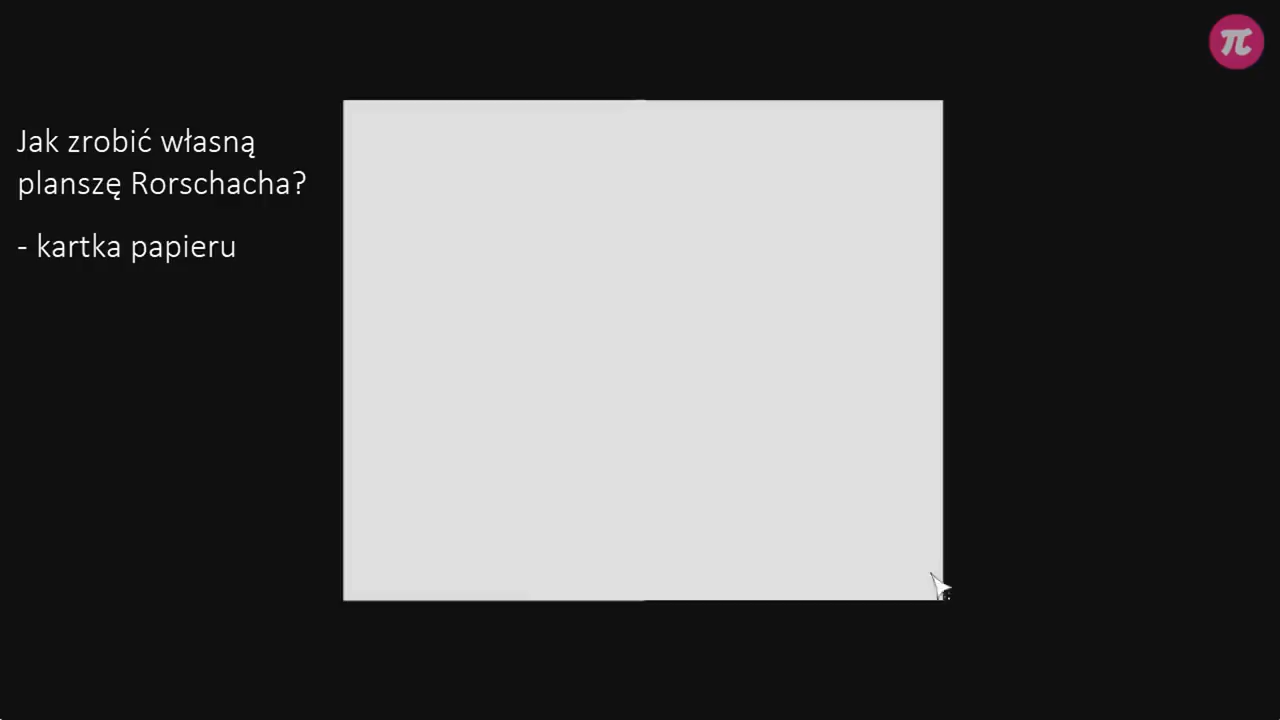 Jak zrobić własną
planszę Rorschacha?
- kartka papieru
π